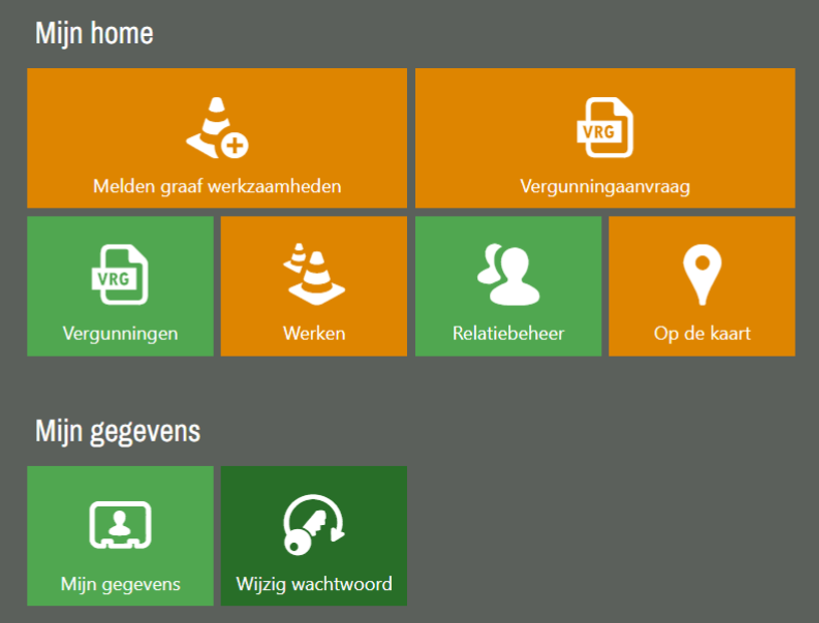 Mijn home
Melden graaf werkzaamheden
VRG
Vergunningaanvraag
VRG
Vergunningen
Werken
Relatiebeheer
Op de kaart
Mijn gegevens
Mijn gegevens
Wijzig wachtwoord